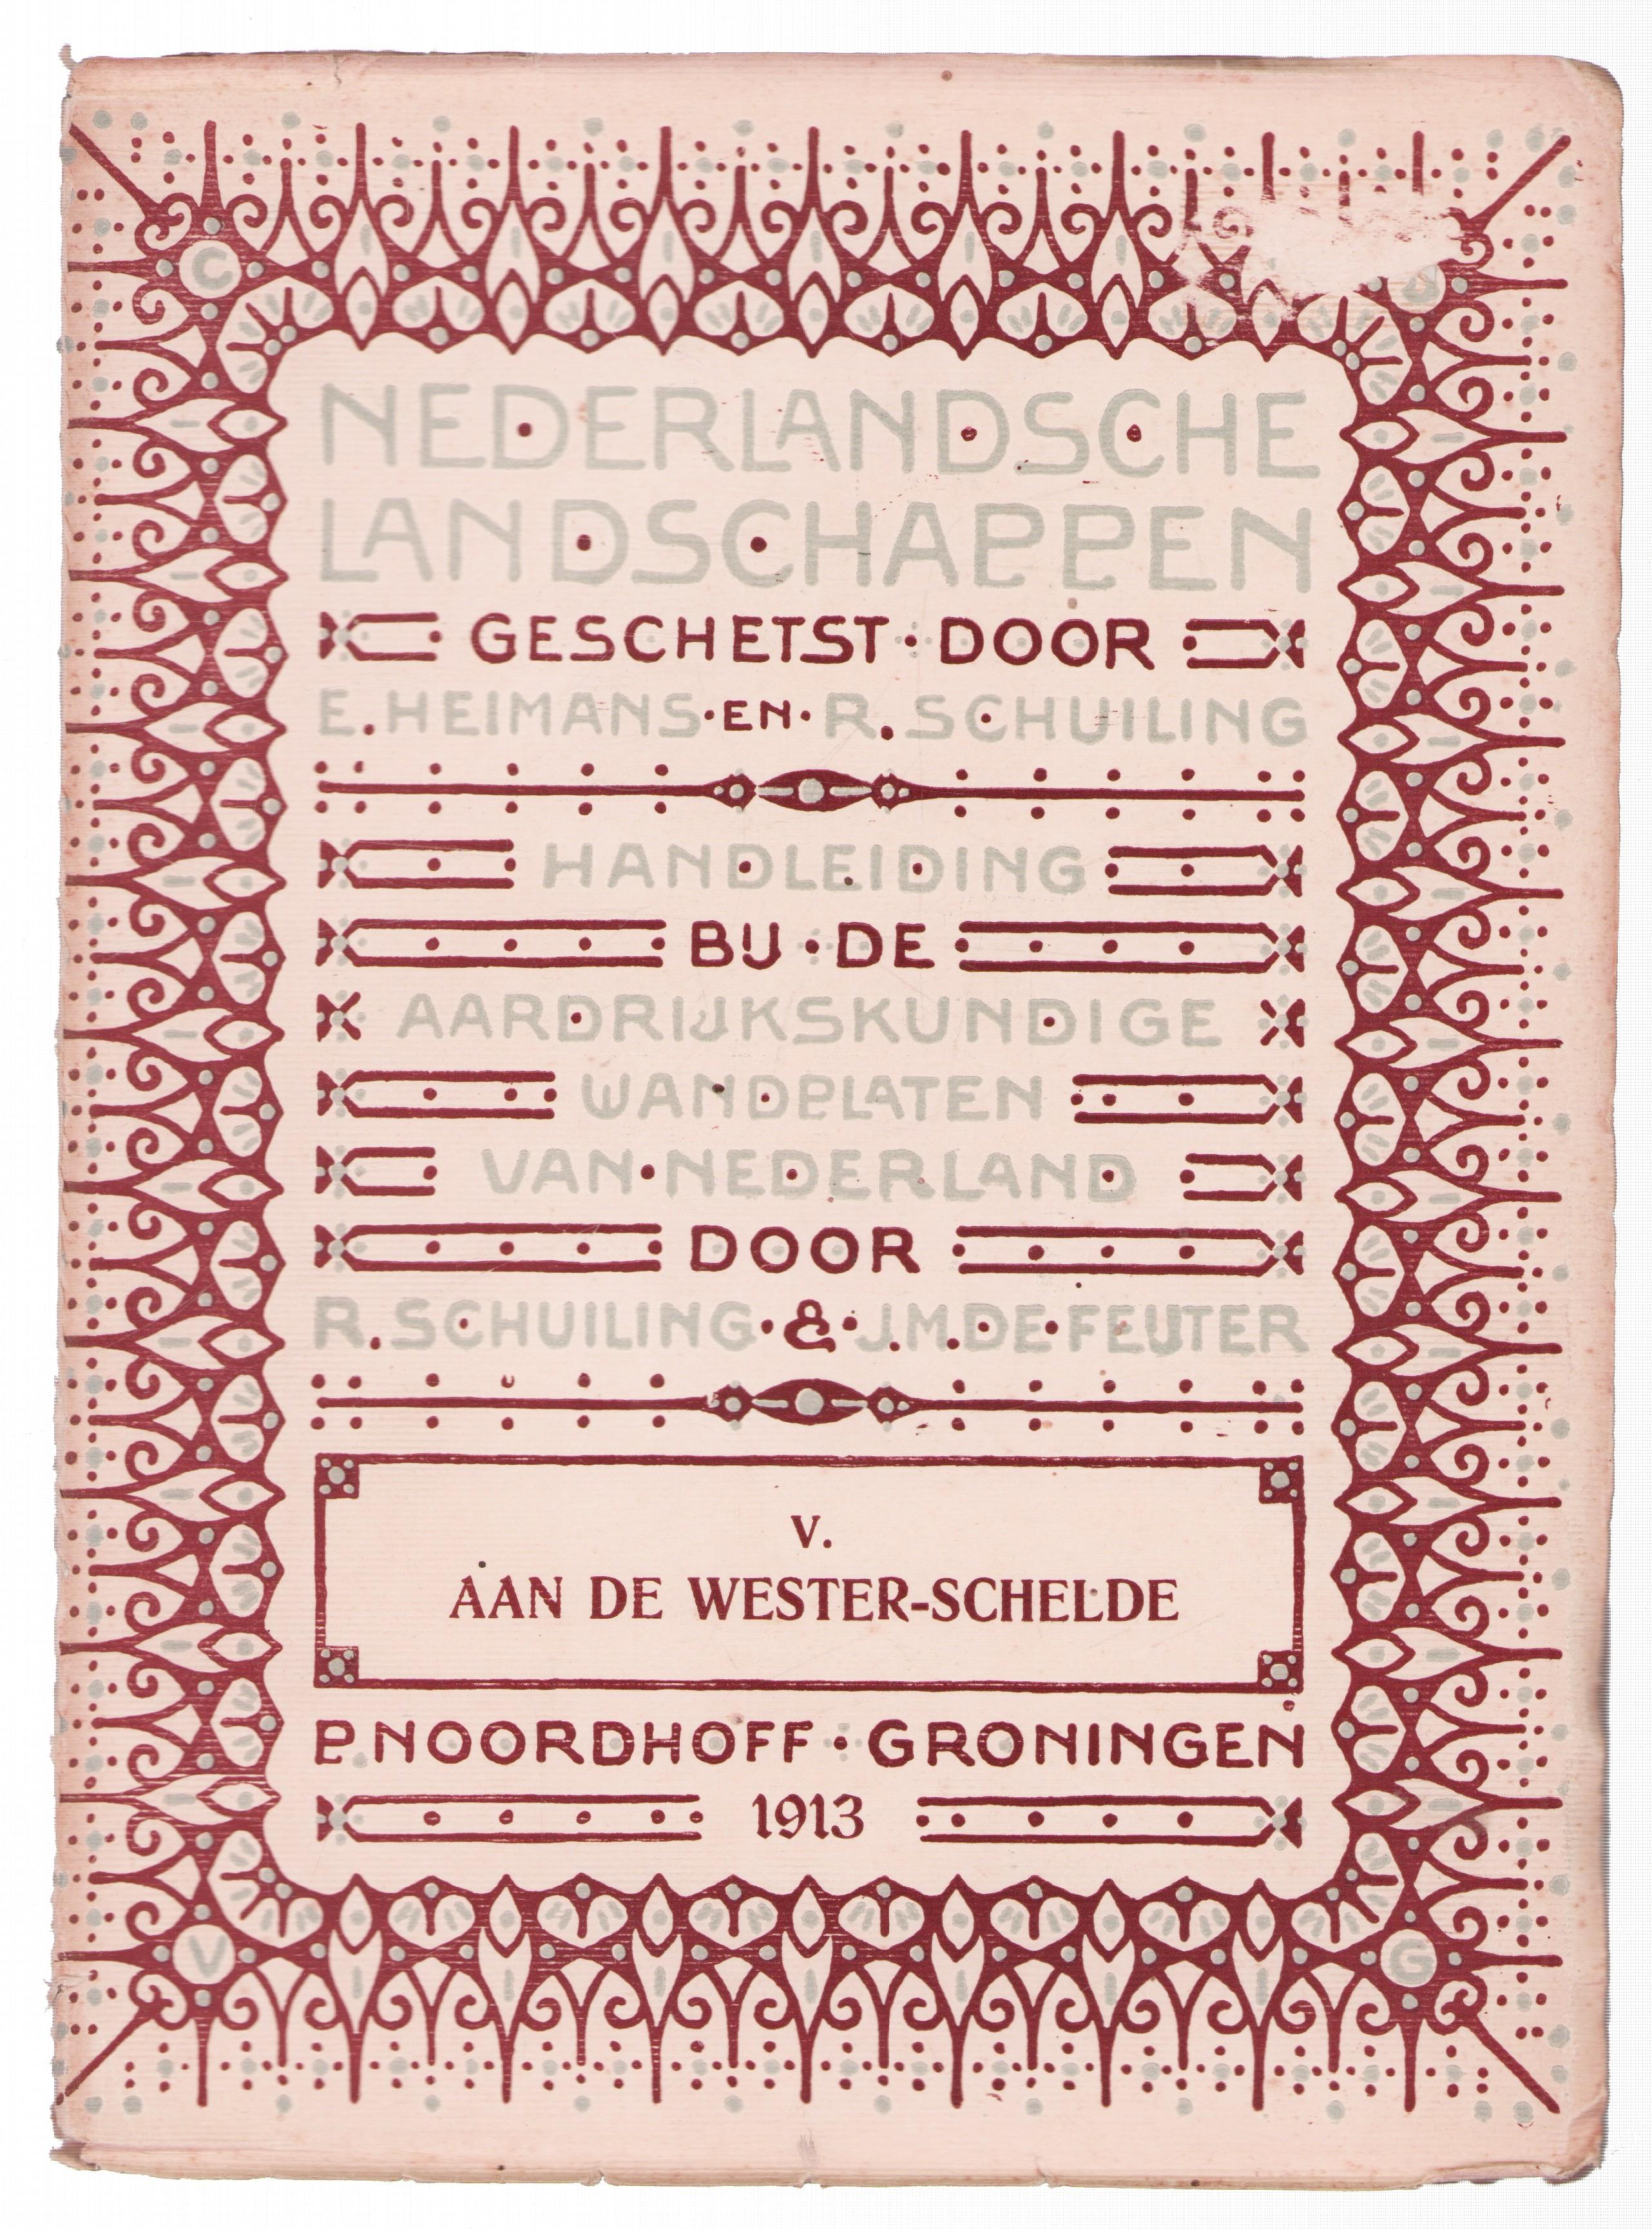 C
NEDERLANDSCHE
LANDSCHAPPEN
GESCHETST · DOOR
E. HEIMANS · EN · R. SCHUILING
HANDLEIDING
BIJ · DE
AARDRIJKSKUNDIGE
WANDPLATEN
VAN · NEDERLAND
DOOR
R. SCHUILING · & · J.M. DE FEIJTER
V.
AAN DE WESTER-SCHELDE
P NOORDHOFF · GRONINGEN
1913
V G